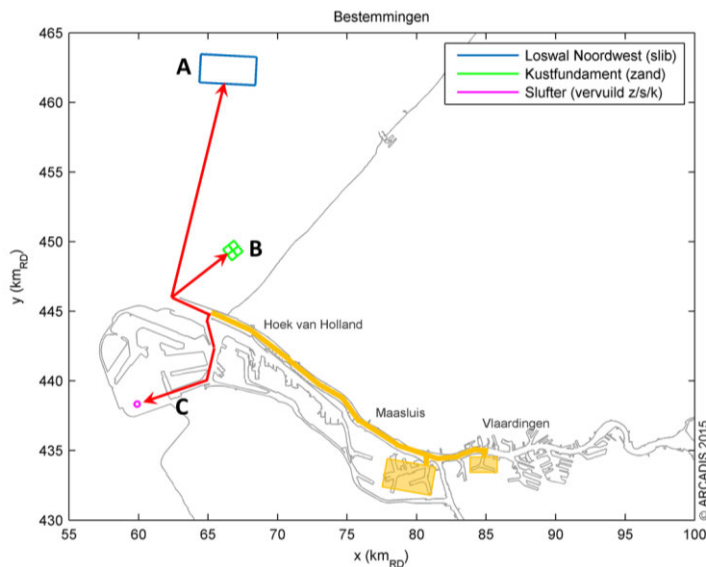 Bestemmingen
Loswal Noordwest (slib)
Kustfundament (zand)
Slufter (vervuild z/s/k)
A
B
C
Hoek van Holland
Maasluis
Vlaardingen
465
460
455
450
445
440
435
430
y (km_RD)
55 60 65 70 75 80 85 90 95 100
x (km_RD)
© ARCADIS 2015